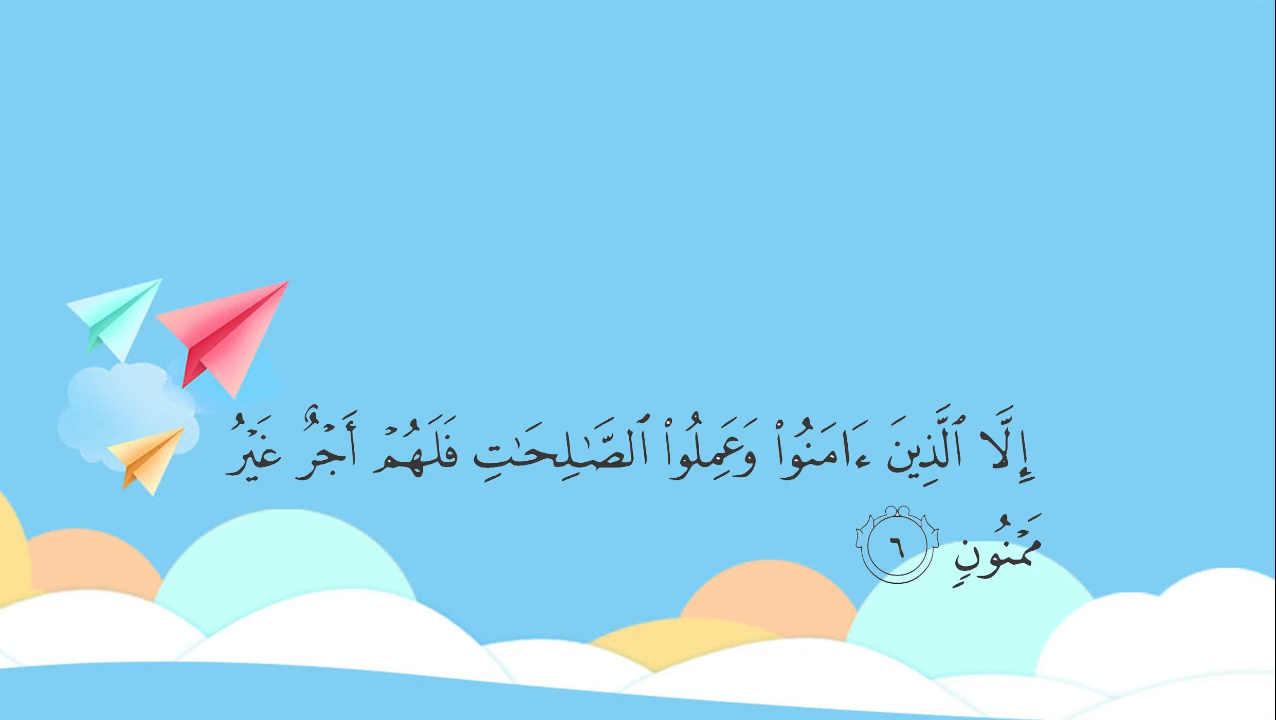 إِلَّا ٱلَّذِينَ ءَامَنُوا۟ وَعَمِلُوا۟ ٱلصَّـٰلِحَـٰتِ فَلَهُمْ أَجْرٌ غَيْرُ
مَمْنُونٍ ٦